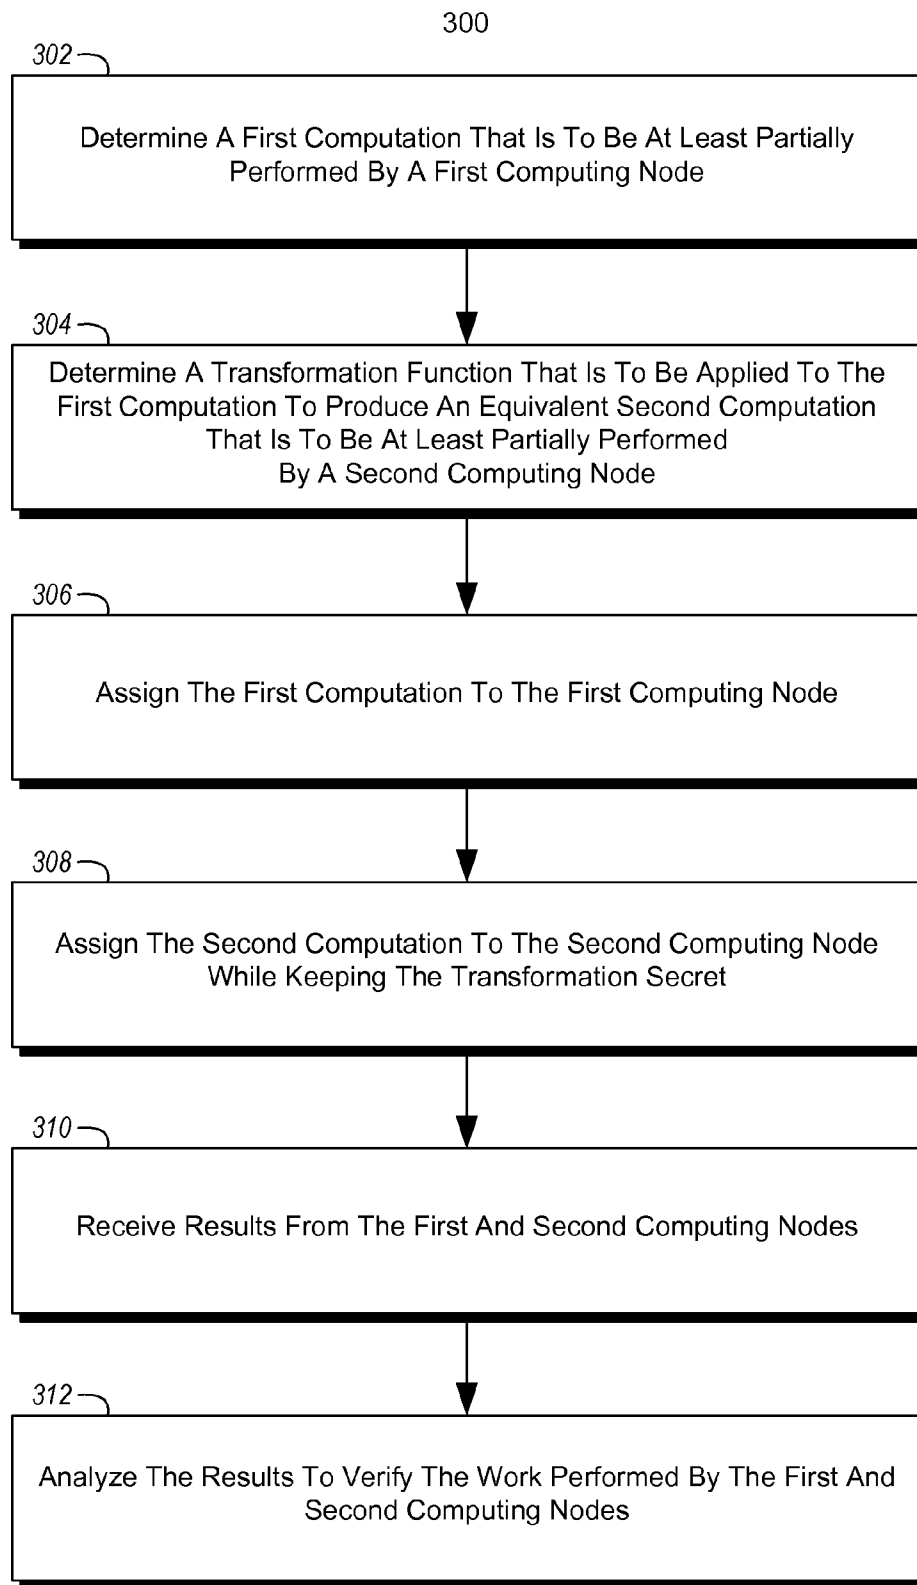 300
302
Determine A First Computation That Is To Be At Least Partially
Performed By A First Computing Node
304
Determine A Transformation Function That Is To Be Applied To The
First Computation To Produce An Equivalent Second Computation
That Is To Be At Least Partially Performed
By A Second Computing Node
306
Assign The First Computation To The First Computing Node
308
Assign The Second Computation To The Second Computing Node
While Keeping The Transformation Secret
310
Receive Results From The First And Second Computing Nodes
312
Analyze The Results To Verify The Work Performed By The First And
Second Computing Nodes